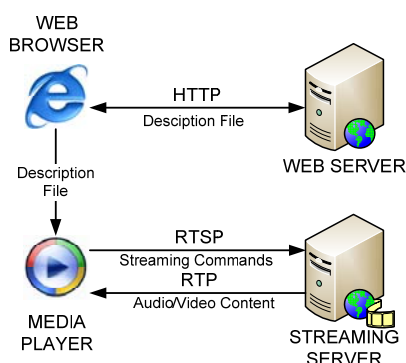 WEB
BROWSER
HTTP
Desciption File
WEB SERVER
Description
File
RTSP
Streaming Commands
RTP
Audio/Video Content
MEDIA
PLAYER
STREAMING
SERVER